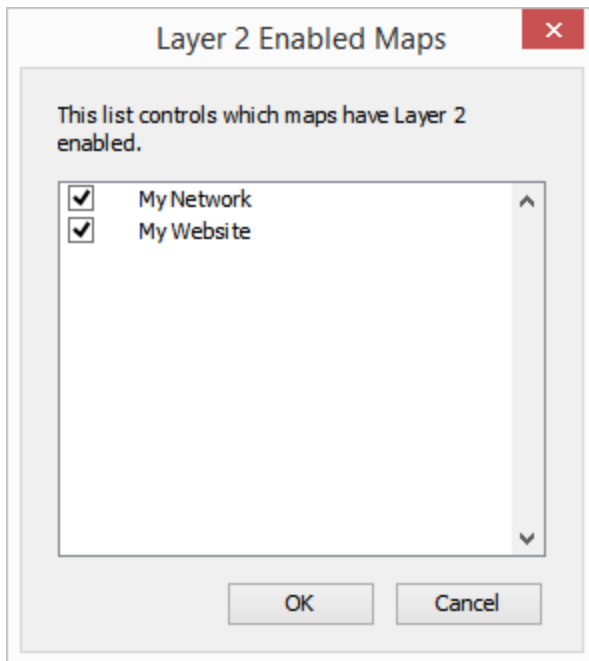 Layer 2 Enabled Maps
This list controls which maps have Layer 2
enabled.
My Network
My Website
OK Cancel